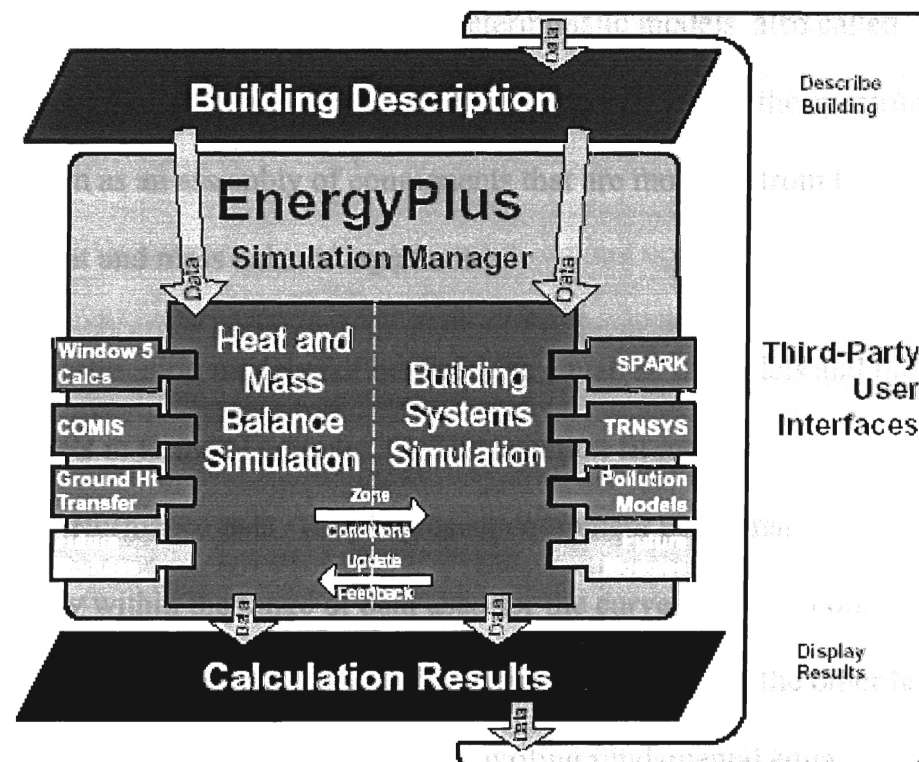 Data
Building Description
Describe
Building
EnergyPlus
Simulation Manager
Data
Data
Window 5
Calcs
COMIS
Ground Ht
Transfer
Heat and
Mass
Balance
Simulation
Building
Systems
Simulation
SPARK
TRNSYS
Pollution
Models
Third-Party
User
Interfaces
Zone
Conditions
Update
Feedback
Data
Data
Calculation Results
Display
Results
Data